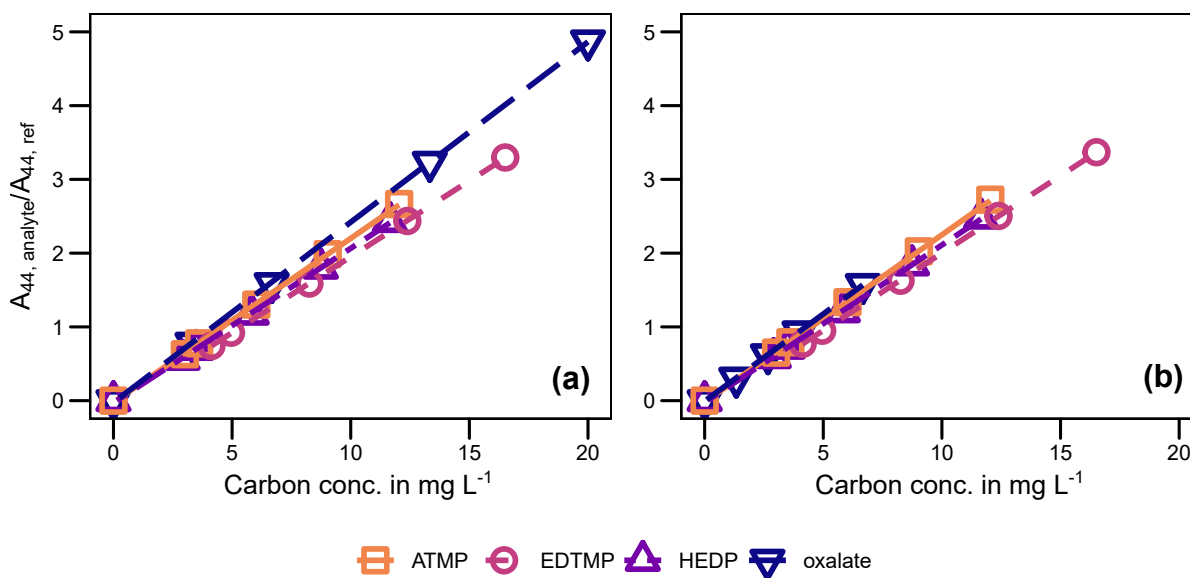 5
4
3
2
1
0
A44, analyte/A44, ref
(a)
0 5 10 15 20
Carbon conc. in mg L-1
5
4
3
2
1
0
(b)
0 5 10 15 20
Carbon conc. in mg L-1
ATMP EDTMP HEDP oxalate